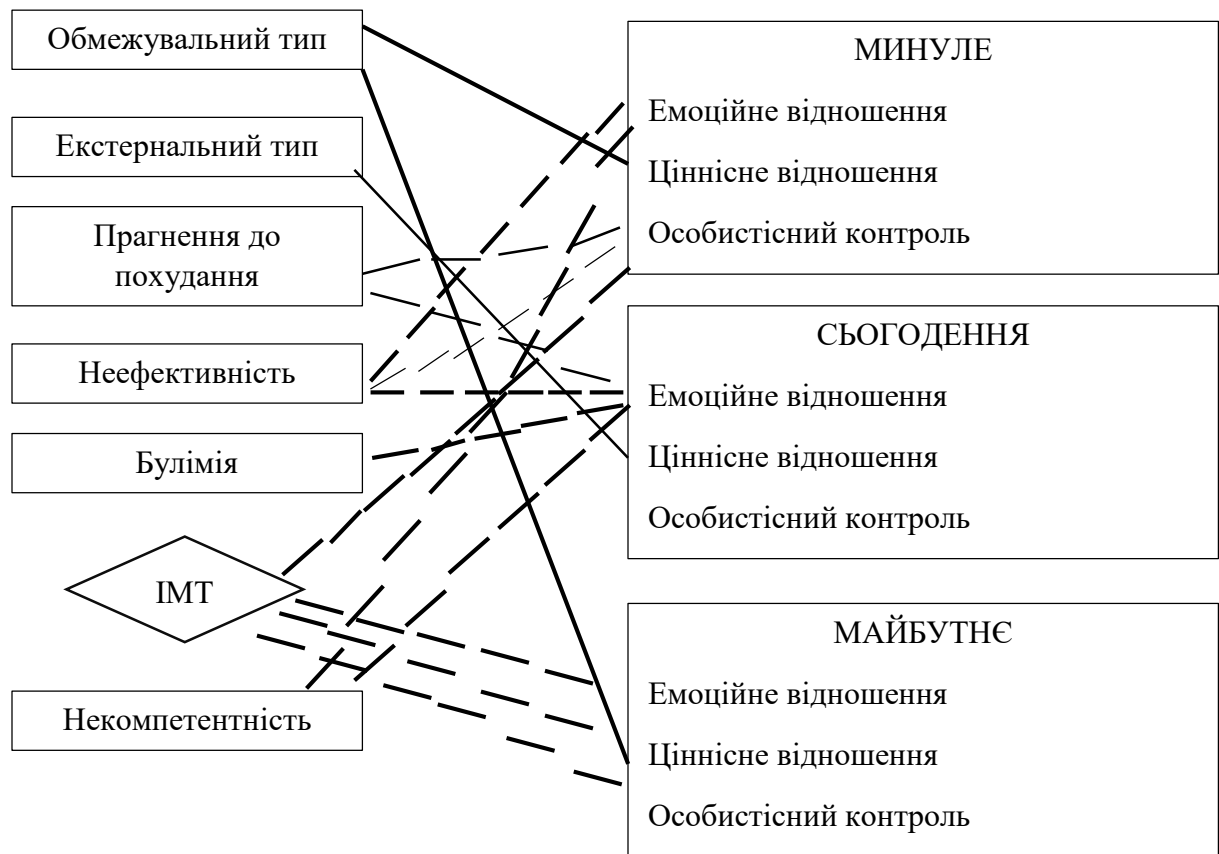 Обмежувальний тип
Екстернальний тип
Прагнення до
похудання
Неефективність
Булімія
ІМТ
Некомпетентність
МИНУЛЕ
Емоційне відношення
Ціннісне відношення
Особистісний контроль
СЬОГОДЕННЯ
Емоційне відношення
Ціннісне відношення
Особистісний контроль
МАЙБУТНЄ
Емоційне відношення
Ціннісне відношення
Особистісний контроль